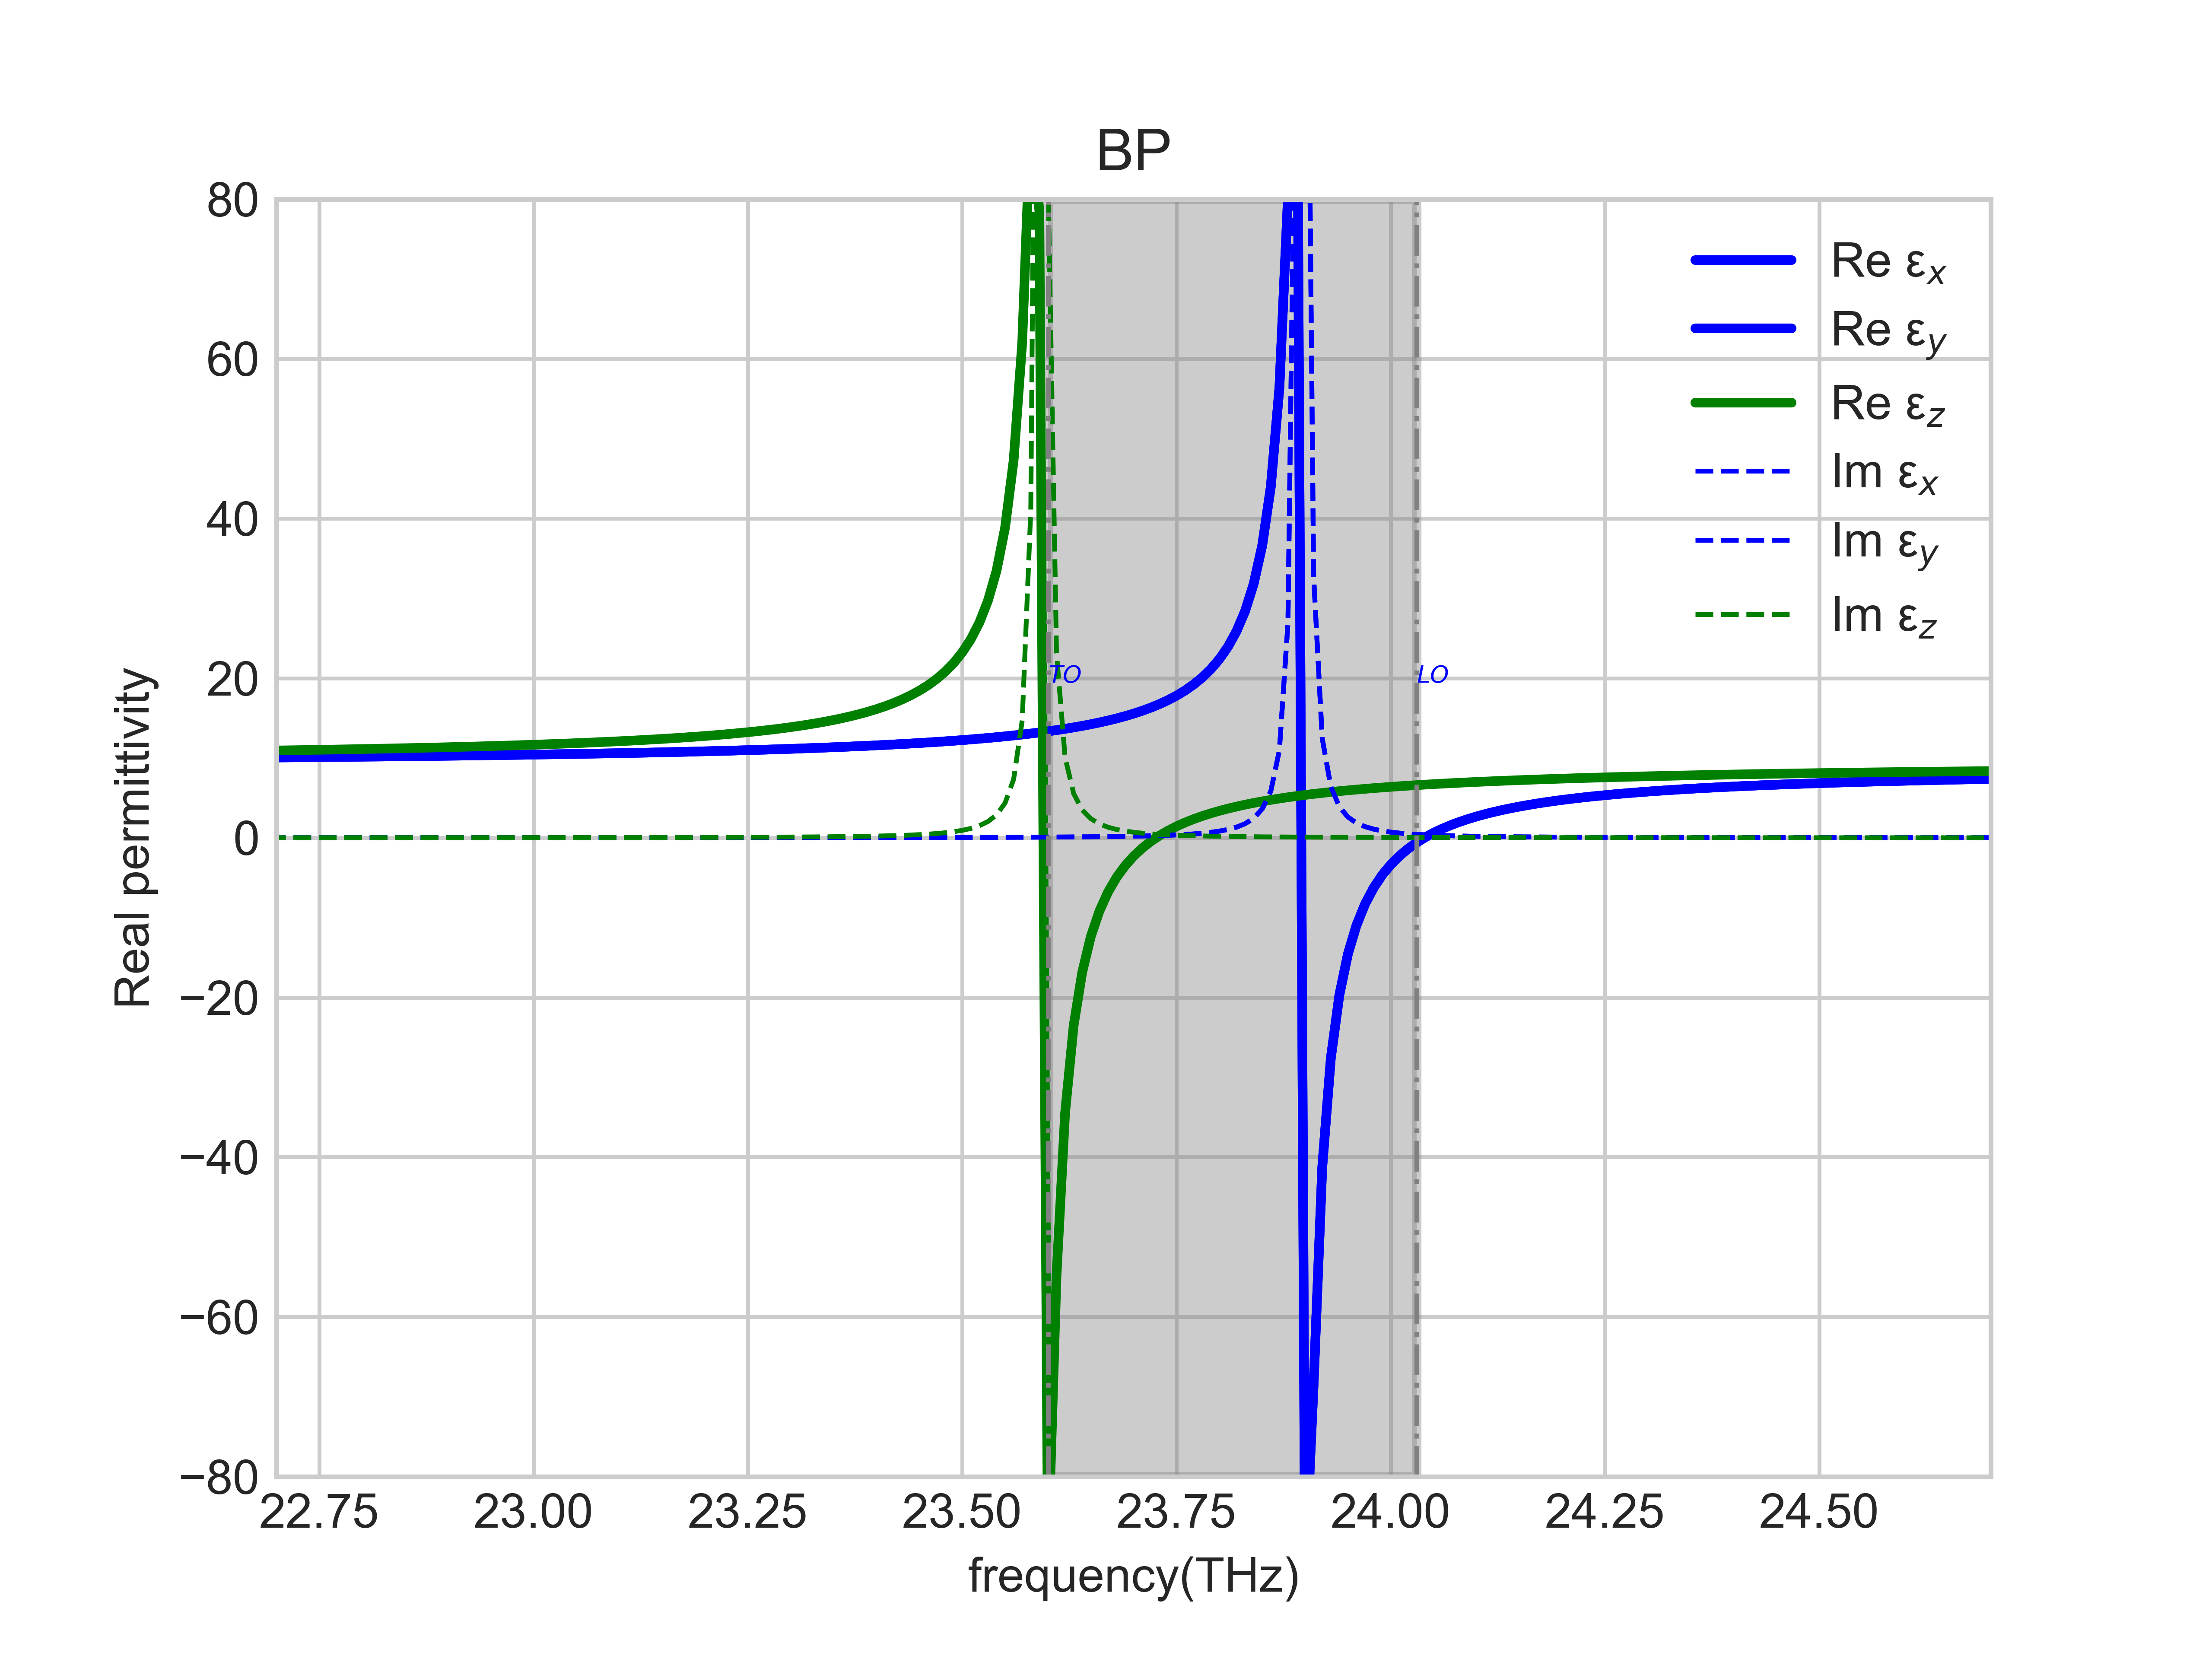 BP
80
60
40
20
0
−20
−40
−60
−80
Real permittivity
22.75 23.00 23.25 23.50 23.75 24.00 24.25 24.50
frequency(THz)
Re εx
Re εy
Re εz
Im εx
Im εy
Im εz
TO
LO